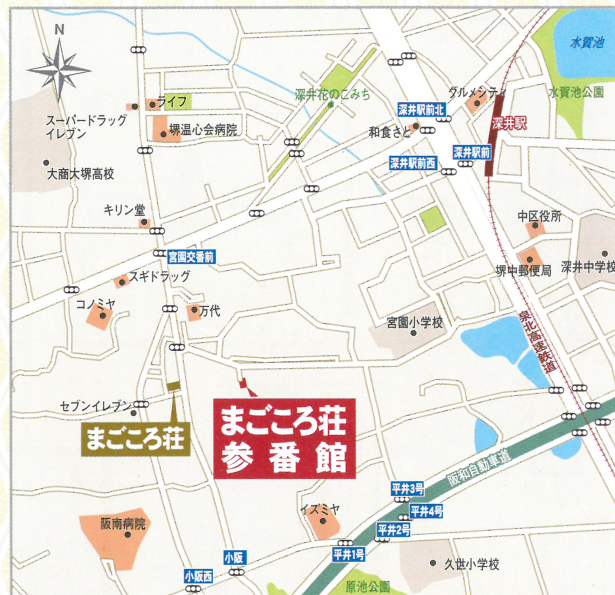 N
水賀池
ライフ
深井花のこみち
グルメシティ
水賀池公園
スーパードラッグ
イレブン
堺温心会病院
深井駅前北
和食さと
深井駅
大商大堺高校
深井駅前西
深井駅前
キリン堂
中区役所
宮園交番前
堺中郵便局
深井中学校
スギドラッグ
コノミヤ
万代
宮園小学校
泉北高速鉄道
セブンイレブン
まごころ荘
まごころ荘
参番館
阪和自動車道
平井3号
平井4号
イズミヤ
平井2号
阪南病院
平井1号
小阪
小阪西
久世小学校
原池公園